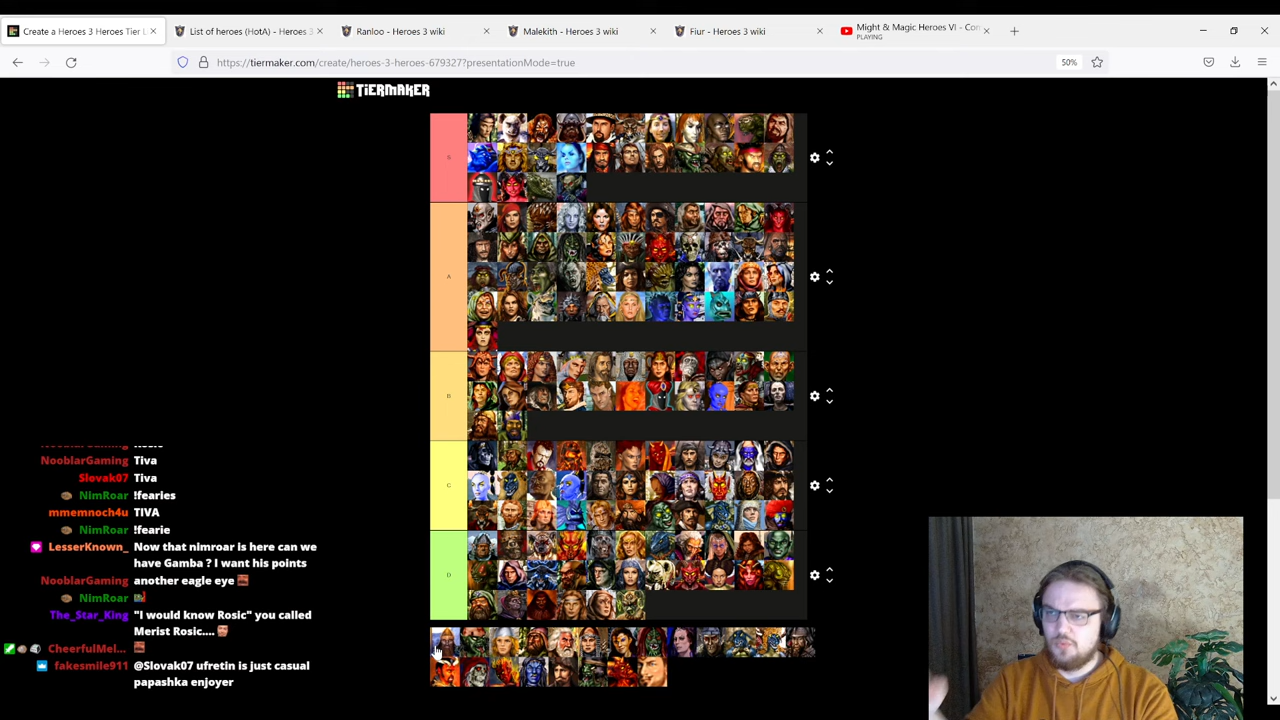 Create a Heroes 3 Heroes Tier L
List of heroes (HotA) - Heroes 3
Ranloo - Heroes 3 wiki
Malekith - Heroes 3 wiki
Fiur - Heroes 3 wiki
Might & Magic Heroes VI - Con
PLAYING
https://tiermaker.com/create/heroes-3-heroes-679327?presentationMode=true
50%
TIERMAKER
S
A
B
C
D
NooblarGaming Tiva
Slovak07 Tiva
NimRoar !fearies
mmemnoch4u TIVA
NimRoar !fearie
LesserKnown_ Now that nimroar is here can we
have Gamba ? I want his points
NooblarGaming another eagle eye
NimRoar
The_Star_King "I would know Rosic" you called
Merist Rosic....
CheerfulMel...
fakesmile911 @Slovak07 ufretin is just casual
papashka enjoyer